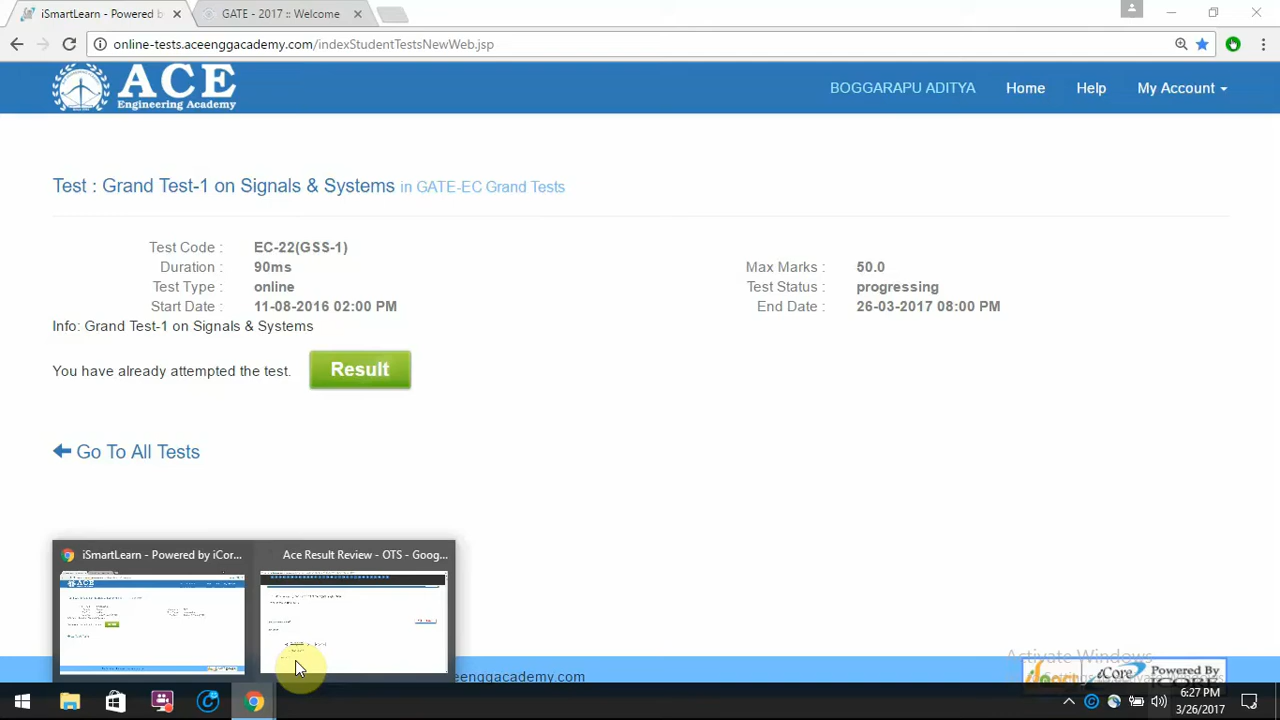 iSmartLearn - Powered b
GATE - 2017 :: Welcome
online-tests.aceenggacademy.com/indexStudentTestsNewWeb.jsp
ACE
Engineering Academy
BOGGARAPU ADITYA
Home
Help
My Account
Test : Grand Test-1 on Signals & Systems in GATE-EC Grand Tests
Test Code : EC-22(GSS-1)
Duration : 90ms
Max Marks : 50.0
Test Type : online
Test Status : progressing
Start Date : 11-08-2016 02:00 PM
End Date : 26-03-2017 08:00 PM
Info: Grand Test-1 on Signals & Systems
You have already attempted the test.
Result
Go To All Tests
iSmartLearn - Powered by iCor...
Ace Result Review - OTS - Goog...
ACE
Activate Windows
eenggacademy.com
eCore
Powered By
iCORE
6:27 PM
3/26/2017